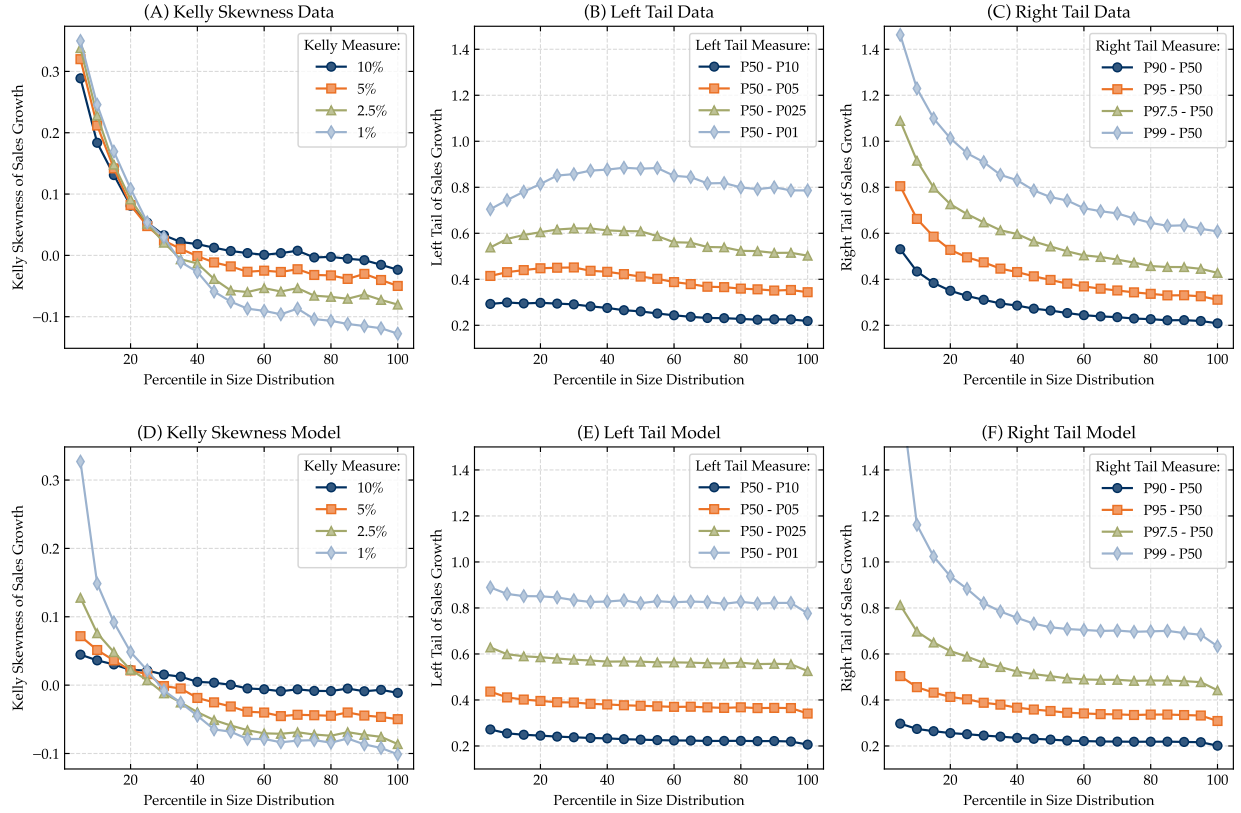 (A) Kelly Skewness Data
Kelly Skewness of Sales Growth
0.3
0.2
0.1
0.0
−0.1
Kelly Measure:
10%
5%
2.5%
1%
20
40
60
80
100
Percentile in Size Distribution
(B) Left Tail Data
Left Tail of Sales Growth
1.4
1.2
1.0
0.8
0.6
0.4
0.2
Left Tail Measure:
P50 - P10
P50 - P05
P50 - P025
P50 - P01
20
40
60
80
100
Percentile in Size Distribution
(C) Right Tail Data
Right Tail of Sales Growth
1.4
1.2
1.0
0.8
0.6
0.4
0.2
Right Tail Measure:
P90 - P50
P95 - P50
P97.5 - P50
P99 - P50
20
40
60
80
100
Percentile in Size Distribution
(D) Kelly Skewness Model
Kelly Skewness of Sales Growth
0.3
0.2
0.1
0.0
−0.1
Kelly Measure:
10%
5%
2.5%
1%
20
40
60
80
100
Percentile in Size Distribution
(E) Left Tail Model
Left Tail of Sales Growth
1.4
1.2
1.0
0.8
0.6
0.4
0.2
Left Tail Measure:
P50 - P10
P50 - P05
P50 - P025
P50 - P01
20
40
60
80
100
Percentile in Size Distribution
(F) Right Tail Model
Right Tail of Sales Growth
1.4
1.2
1.0
0.8
0.6
0.4
0.2
Right Tail Measure:
P90 - P50
P95 - P50
P97.5 - P50
P99 - P50
20
40
60
80
100
Percentile in Size Distribution